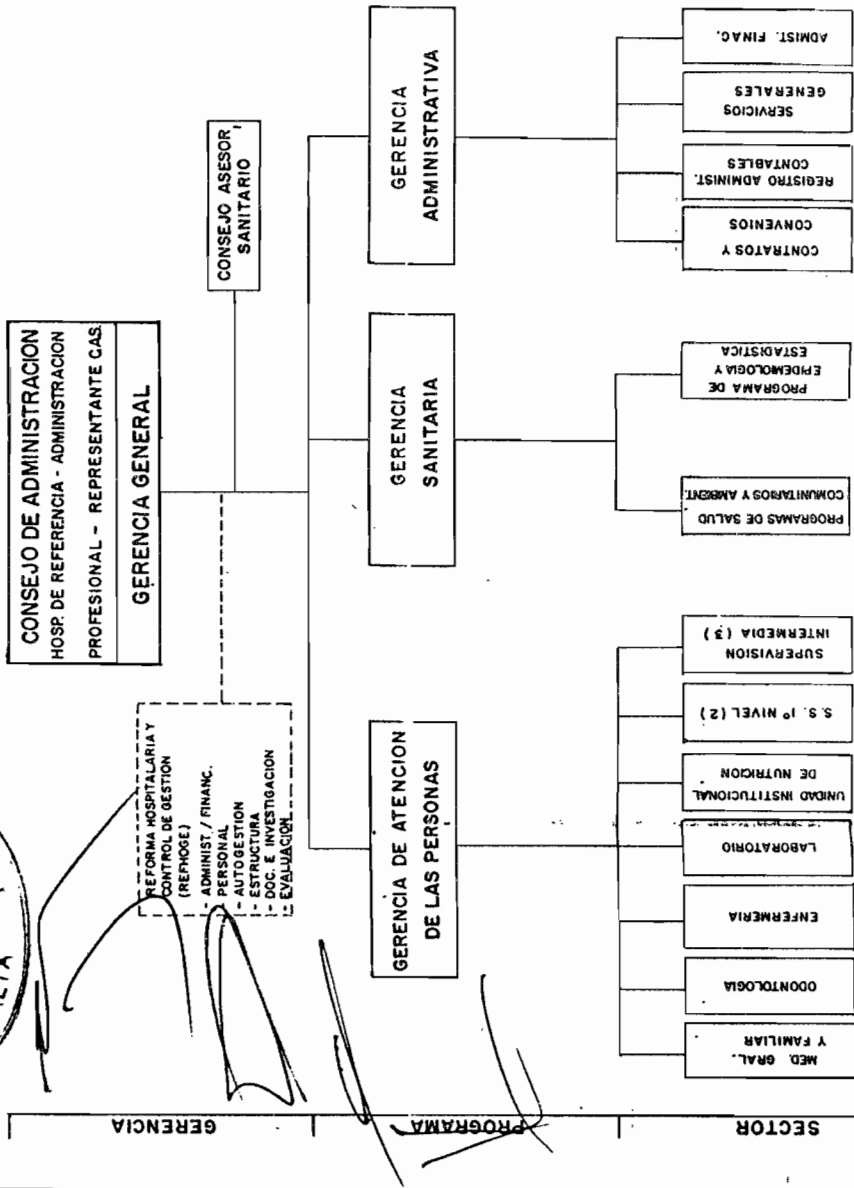 CONSEJO DE ADMINISTRACION
HOSP. DE REFERENCIA - ADMINISTRACION
PROFESIONAL - REPRESENTANTE CAS.
GERENCIA GENERAL
CONSEJO ASESOR
SANITARIO
REFORMA HOSPITALARIA Y
CONTROL DE GESTION
(REFHOGE)
- ADMINIST / FINANC.
PERSONAL
- AUTOGESTION
- ESTRUCTURA
- DOC. E INVESTIGACION
- EVALUACION
GERENCIA DE ATENCION
DE LAS PERSONAS
GERENCIA
SANITARIA
GERENCIA
ADMINISTRATIVA
MED. GRAL.
Y FAMILIAR
ODONTOLOGIA
ENFERMERIA
LABORATORIO
UNIDAD INSTITUCIONAL
DE NUTRICION
S.S. 1º NIVEL (2)
SUPERVISION
INTERMEDIA (3)
PROGRAMAS DE SALUD
COMUNITARIOS Y AMBIENT.
PROGRAMA DE
EPIDEMOLOGIA Y
ESTADISTICA
CONTRATOS Y
CONVENIOS
REGISTRO ADMINIST.
CONTABLES
SERVICIOS
GENERALES
ADMIST. FINAC.
GERENCIA
PROGRAMA
SECTOR